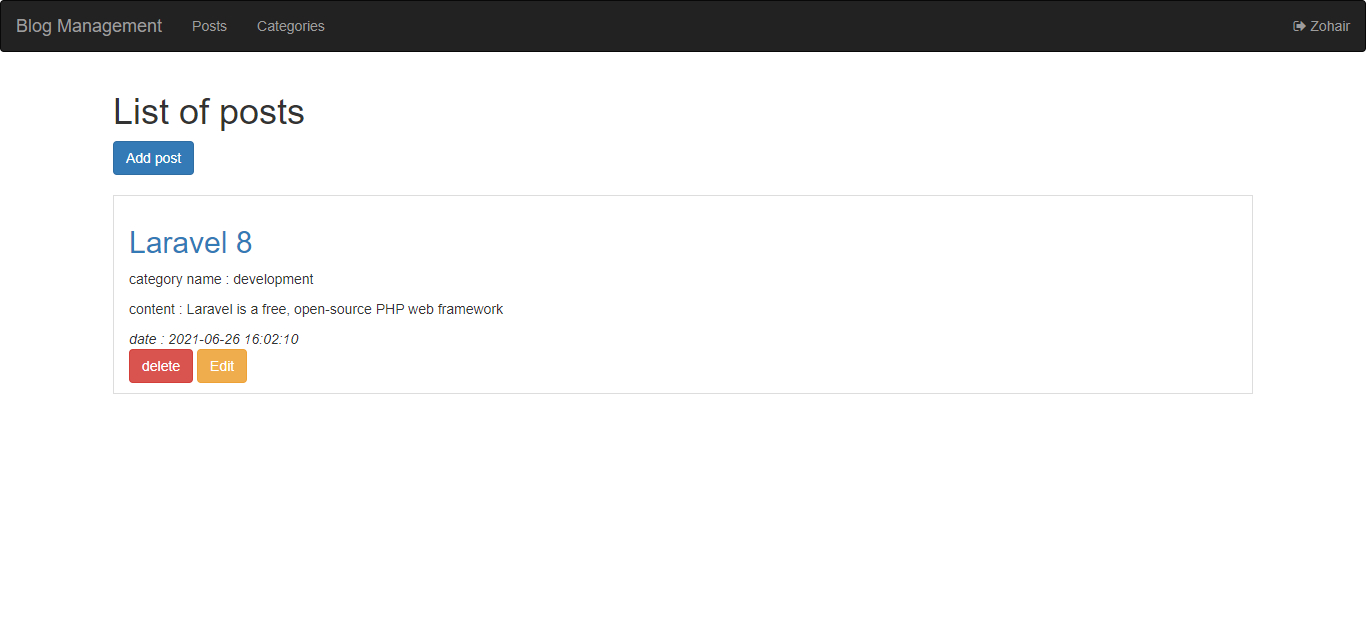 Blog Management Posts Categories Zohair
List of posts
Add post
Laravel 8
category name : development
content : Laravel is a free, open-source PHP web framework
date : 2021-06-26 16:02:10
delete Edit